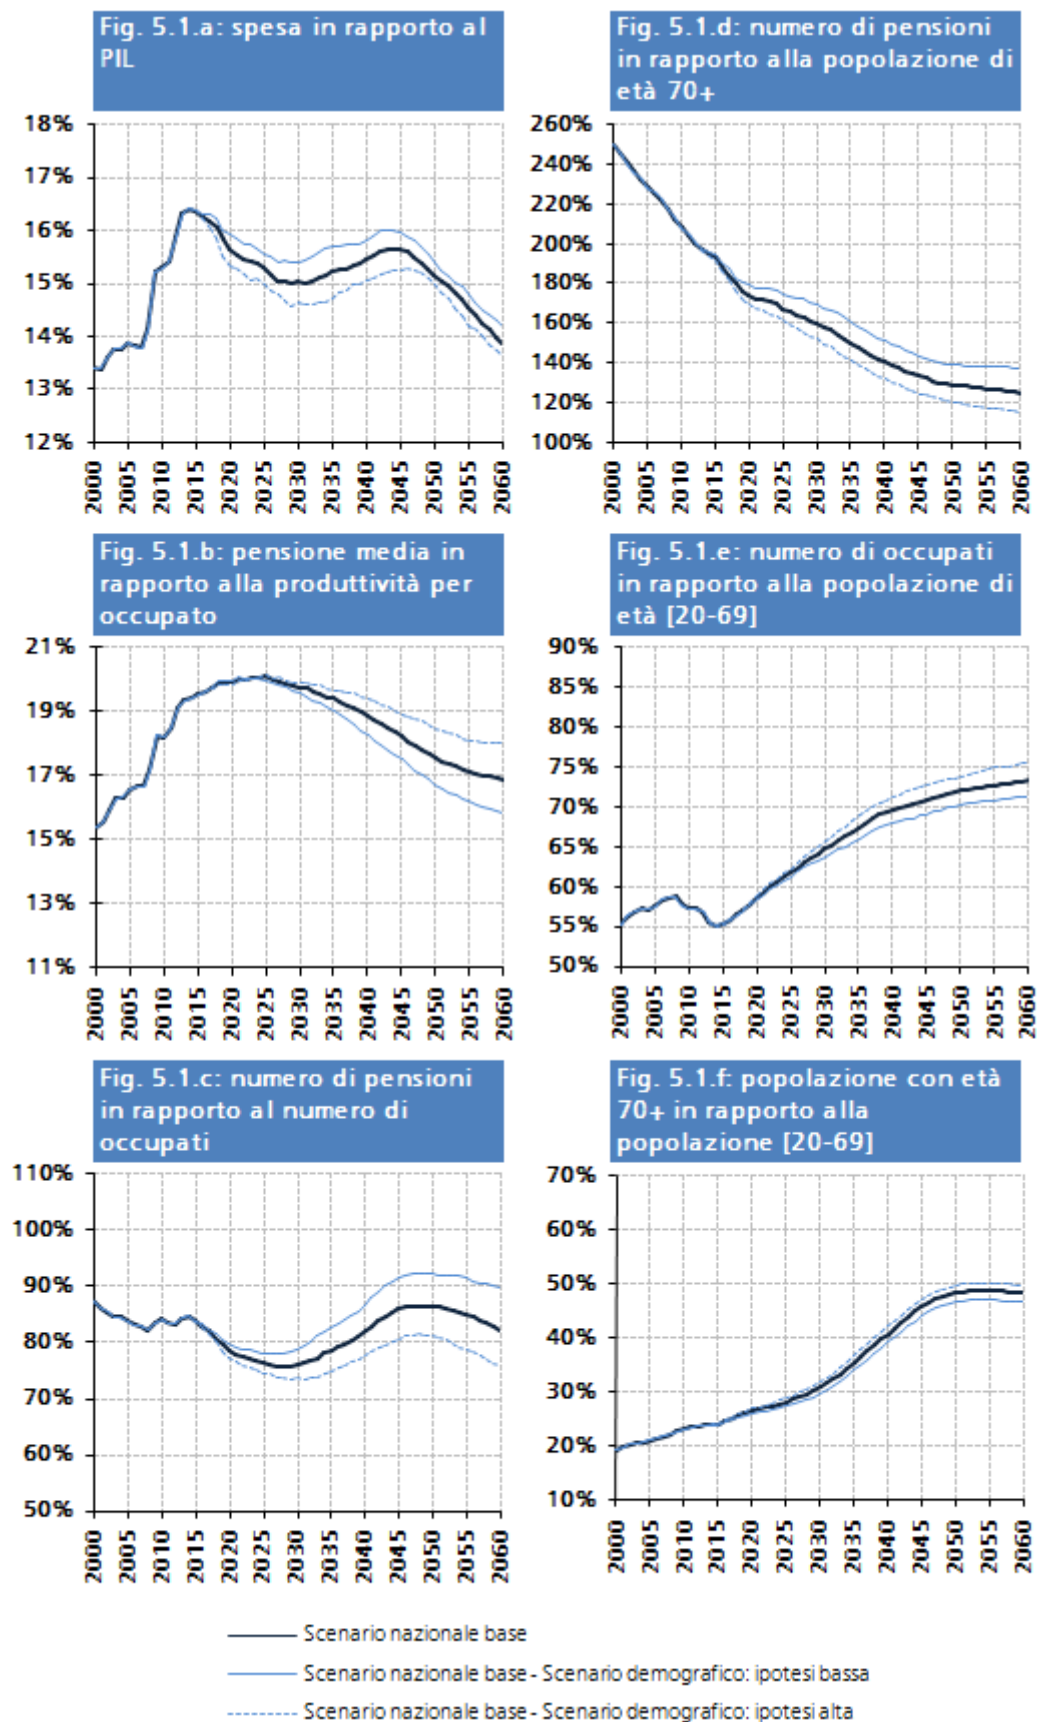 Fig. 5.1.a: spesa in rapporto al
PIL
18%
17%
16%
15%
14%
13%
12%
2000 2005 2010 2015 2020 2025 2030 2035 2040 2045 2050 2055 2060
Fig. 5.1.d: numero di pensioni
in rapporto alla popolazione di
età 70+
260%
240%
220%
200%
180%
160%
140%
120%
100%
2000 2005 2010 2015 2020 2025 2030 2035 2040 2045 2050 2055 2060
Fig. 5.1.b: pensione media in
rapporto alla produttività per
occupato
21%
19%
17%
15%
13%
11%
2000 2005 2010 2015 2020 2025 2030 2035 2040 2045 2050 2055 2060
Fig. 5.1.e: numero di occupati
in rapporto alla popolazione di
età [20-69]
90%
85%
80%
75%
70%
65%
60%
55%
50%
2000 2005 2010 2015 2020 2025 2030 2035 2040 2045 2050 2055 2060
Fig. 5.1.c: numero di pensioni
in rapporto al numero di
occupati
110%
100%
90%
80%
70%
60%
50%
2000 2005 2010 2015 2020 2025 2030 2035 2040 2045 2050 2055 2060
Fig. 5.1.f: popolazione con età
70+ in rapporto alla
popolazione [20-69]
70%
60%
50%
40%
30%
20%
10%
2000 2005 2010 2015 2020 2025 2030 2035 2040 2045 2050 2055 2060
Scenario nazionale base
Scenario nazionale base - Scenario demografico: ipotesi bassa
Scenario nazionale base - Scenario demografico: ipotesi alta